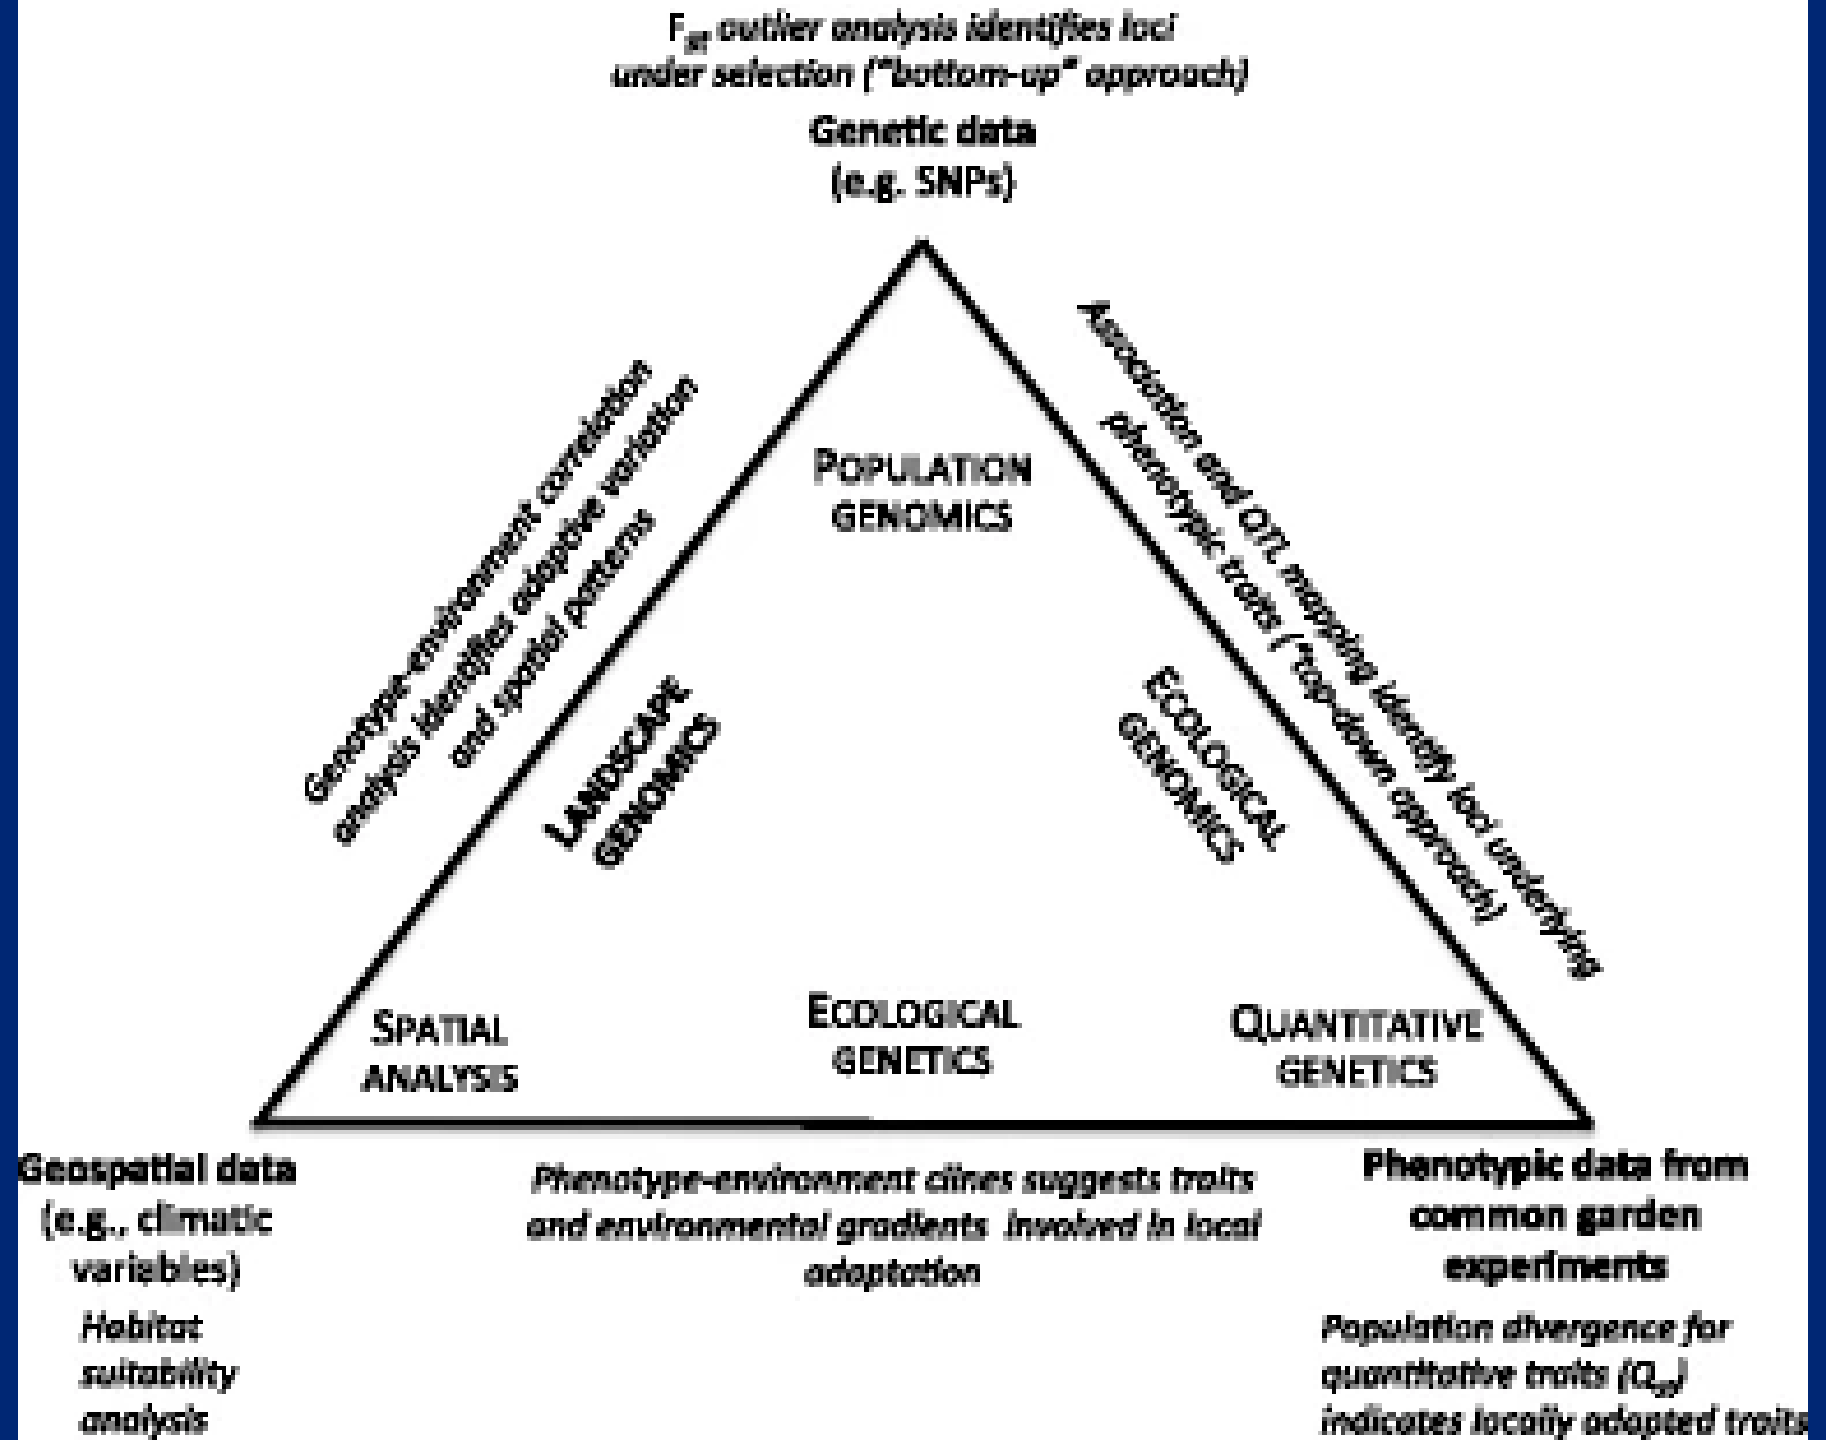 Fst outlier analysis identifies loci
under selection ("bottom-up" approach)
Genetic data
(e.g. SNPs)
Genotype-environment correlation
analysis identifies adaptive variation
and spatial patterns
Association and QTL mapping identify loci underlying
phenotypic traits ("top-down approach)
POPULATION
GENOMICS
LANDSCAPE
GENOMICS
ECOLOGICAL
GENOMICS
SPATIAL
ANALYSIS
ECOLOGICAL
GENETICS
QUANTITATIVE
GENETICS
Geospatial data
(e.g., climatic
variables)
Habitat
suitability
analysis
Phenotype-environment clines suggests traits
and environmental gradients involved in local
adaptation
Phenotypic data from
common garden
experiments
Population divergence for
quantitative traits (Qst)
indicates locally adapted traits